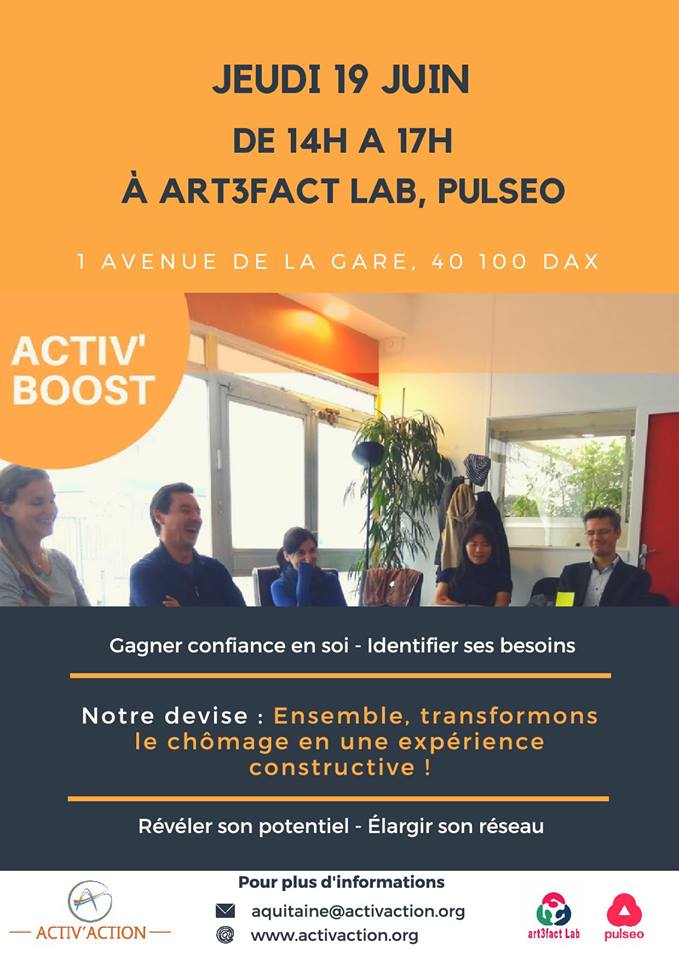 JEUDI 19 JUIN
DE 14H A 17H
À ART3FACT LAB, PULSEO
1 AVENUE DE LA GARE, 40 100 DAX
ACTIV'
BOOST
Gagner confiance en soi - Identifier ses besoins
Notre devise : Ensemble, transformons
le chômage en une expérience
constructive !
Révéler son potentiel - Élargir son réseau
Pour plus d'informations
aquitaine@activaction.org
www.activaction.org
ACTIV'ACTION
art3fact Lab
pulseo